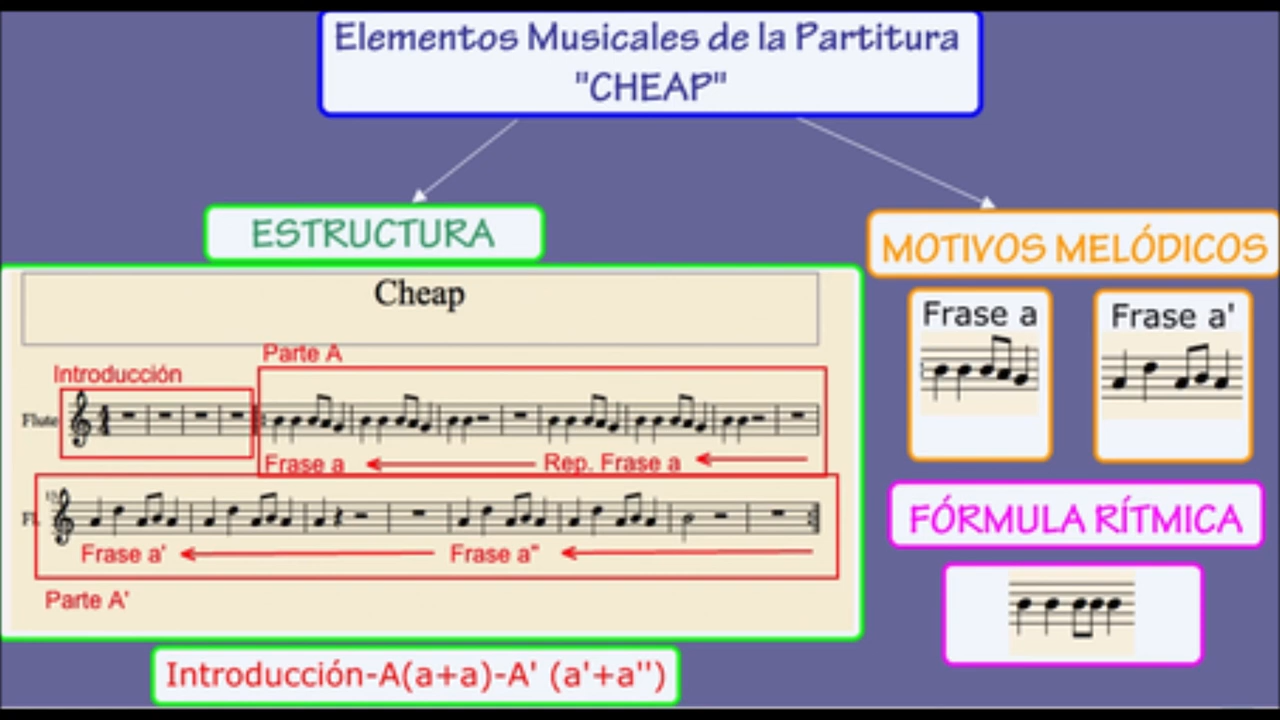 Elementos Musicales de la Partitura
"CHEAP"
ESTRUCTURA
MOTIVOS MELÓDICOS
Cheap
Frase a
Frase a'
Parte A
Introducción
Flute
Frase a
Rep. Frase a
Fl.
Frase a'
Frase a"
Parte A'
FÓRMULA RÍTMICA
Introducción-A(a+a)-A' (a'+a'')